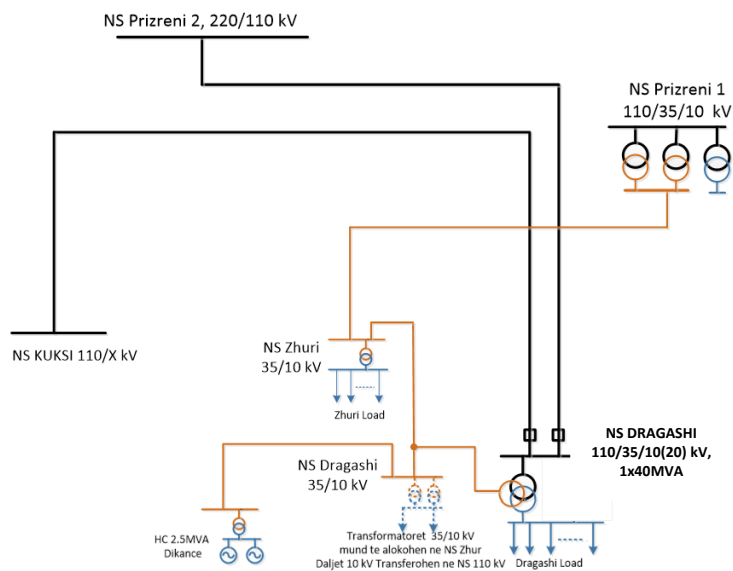 NS Prizreni 2, 220/110 kV
NS Prizreni 1
110/35/10 kV
NS KUKSI 110/X kV
NS Zhuri
35/10 kV
Zhuri Load
NS DRAGASHI
110/35/10(20) kV,
1x40MVA
NS Dragashi
35/10 kV
HC 2.5MVA
Dikance
Transformatoret 35/10 kV
mund te alokohen ne NS Zhur
Daljet 10 kV Transferohen ne NS 110 kV
Dragashi Load